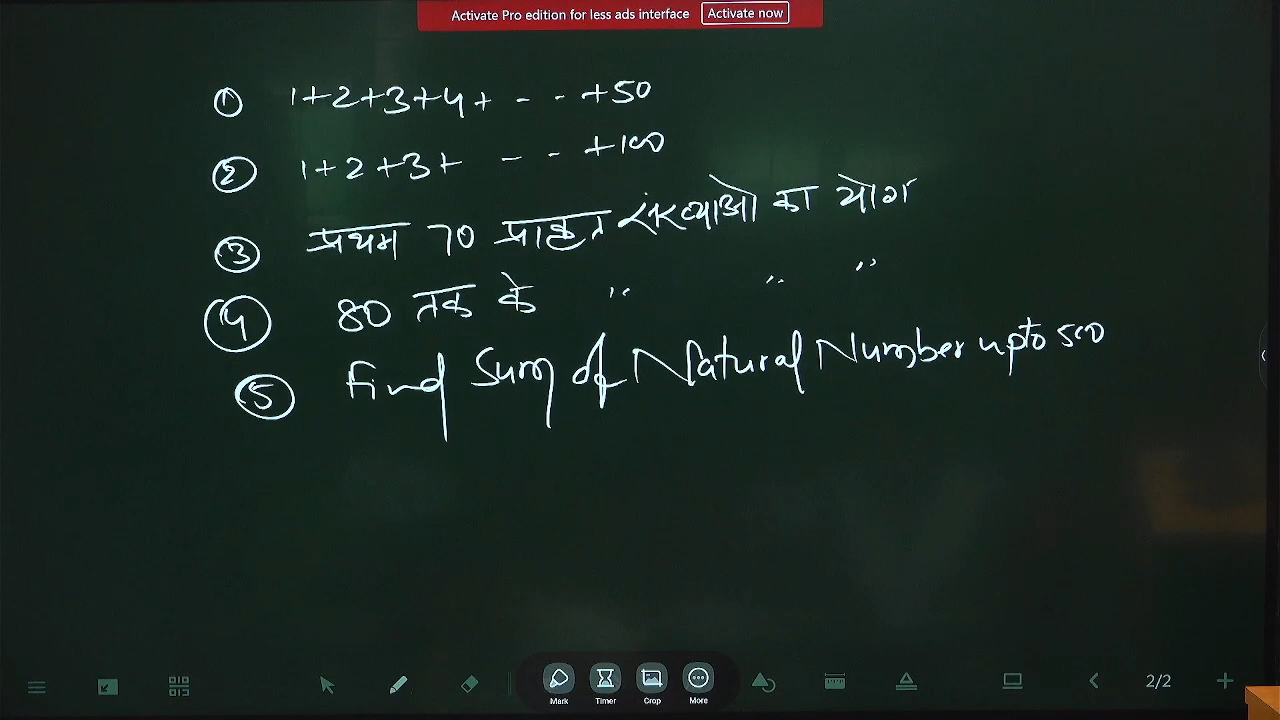 Activate Pro edition for less ads interface Activate now
① 1+2+3+4+ - - +50
② 1+2+3+ - - +100
③ प्रथम 70 प्राकृत संख्याओ का योग
④ 80 तक के " " "
⑤ Find Sum of Natural Number upto 500
Mark Timer Crop More
2/2